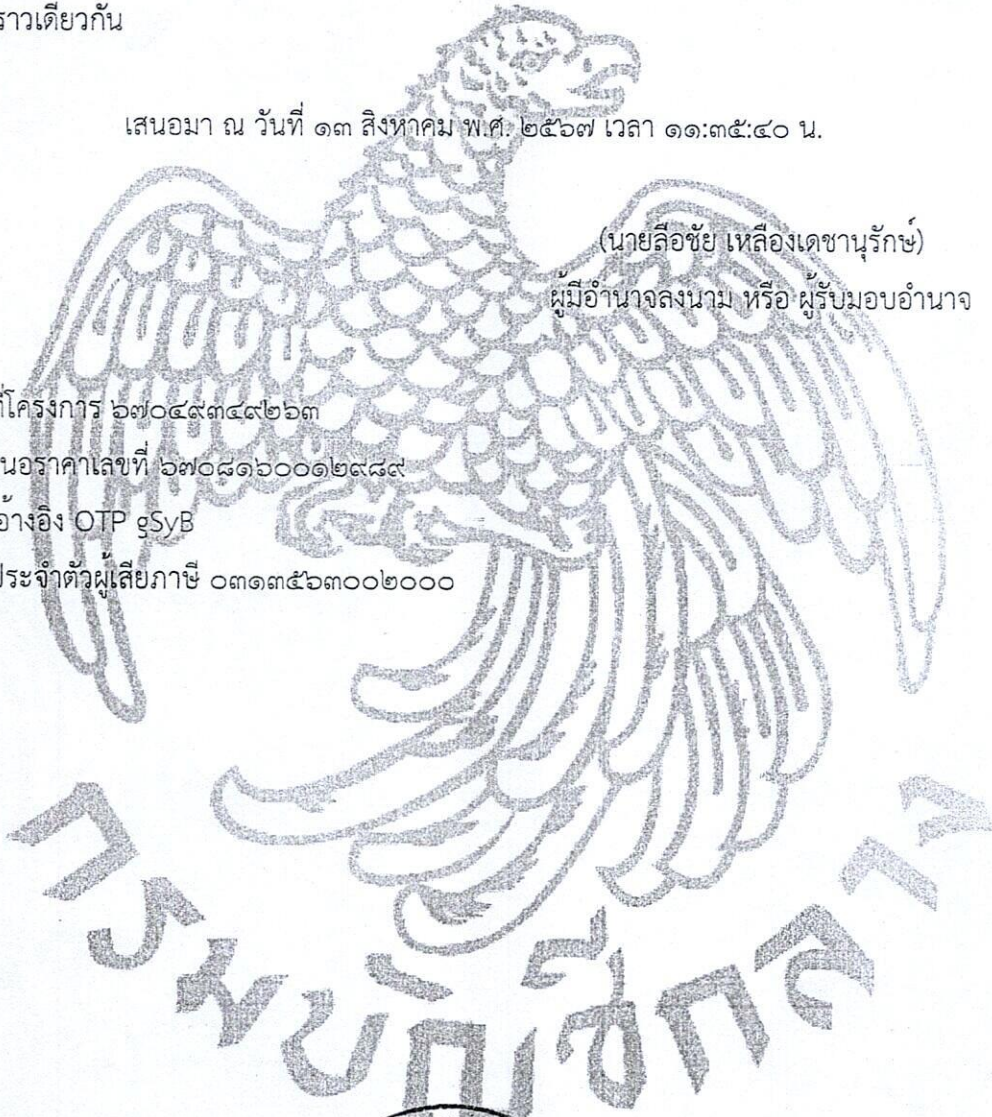 ราวเดียวกัน
เสนอมา ณ วันที่ ๑๓ สิงหาคม พ.ศ. ๒๕๖๗ เวลา ๑๑:๓๕:๔๐ น.
(นายลือชัย เหลืองเดชานุรักษ์)
ผู้มีอำนาจลงนาม หรือ ผู้รับมอบอำนาจ
ที่โครงการ ๖๗๐๔๙๓๔๙๒๖๓
นอราคาเลขที่ ๖๗๐๘๑๖๐๐๑๒๙๘๙
อ้างอิง OTP gSyB
ประจำตัวผู้เสียภาษี ๐๓๑๓๕๖๓๐๐๒๐๐๐
กรมบัญชีกลาง